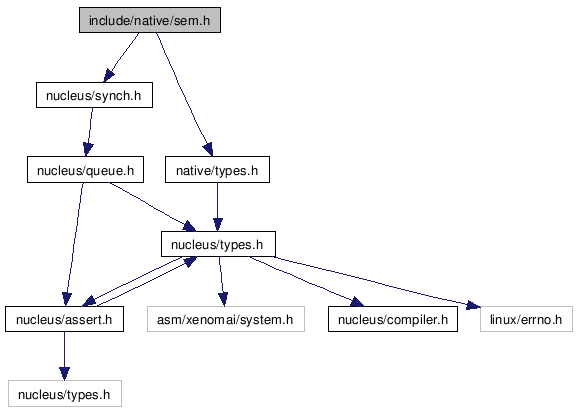 include/native/sem.h
nucleus/synch.h
nucleus/queue.h
native/types.h
nucleus/types.h
nucleus/assert.h
asm/xenomai/system.h
nucleus/compiler.h
linux/errno.h
nucleus/types.h